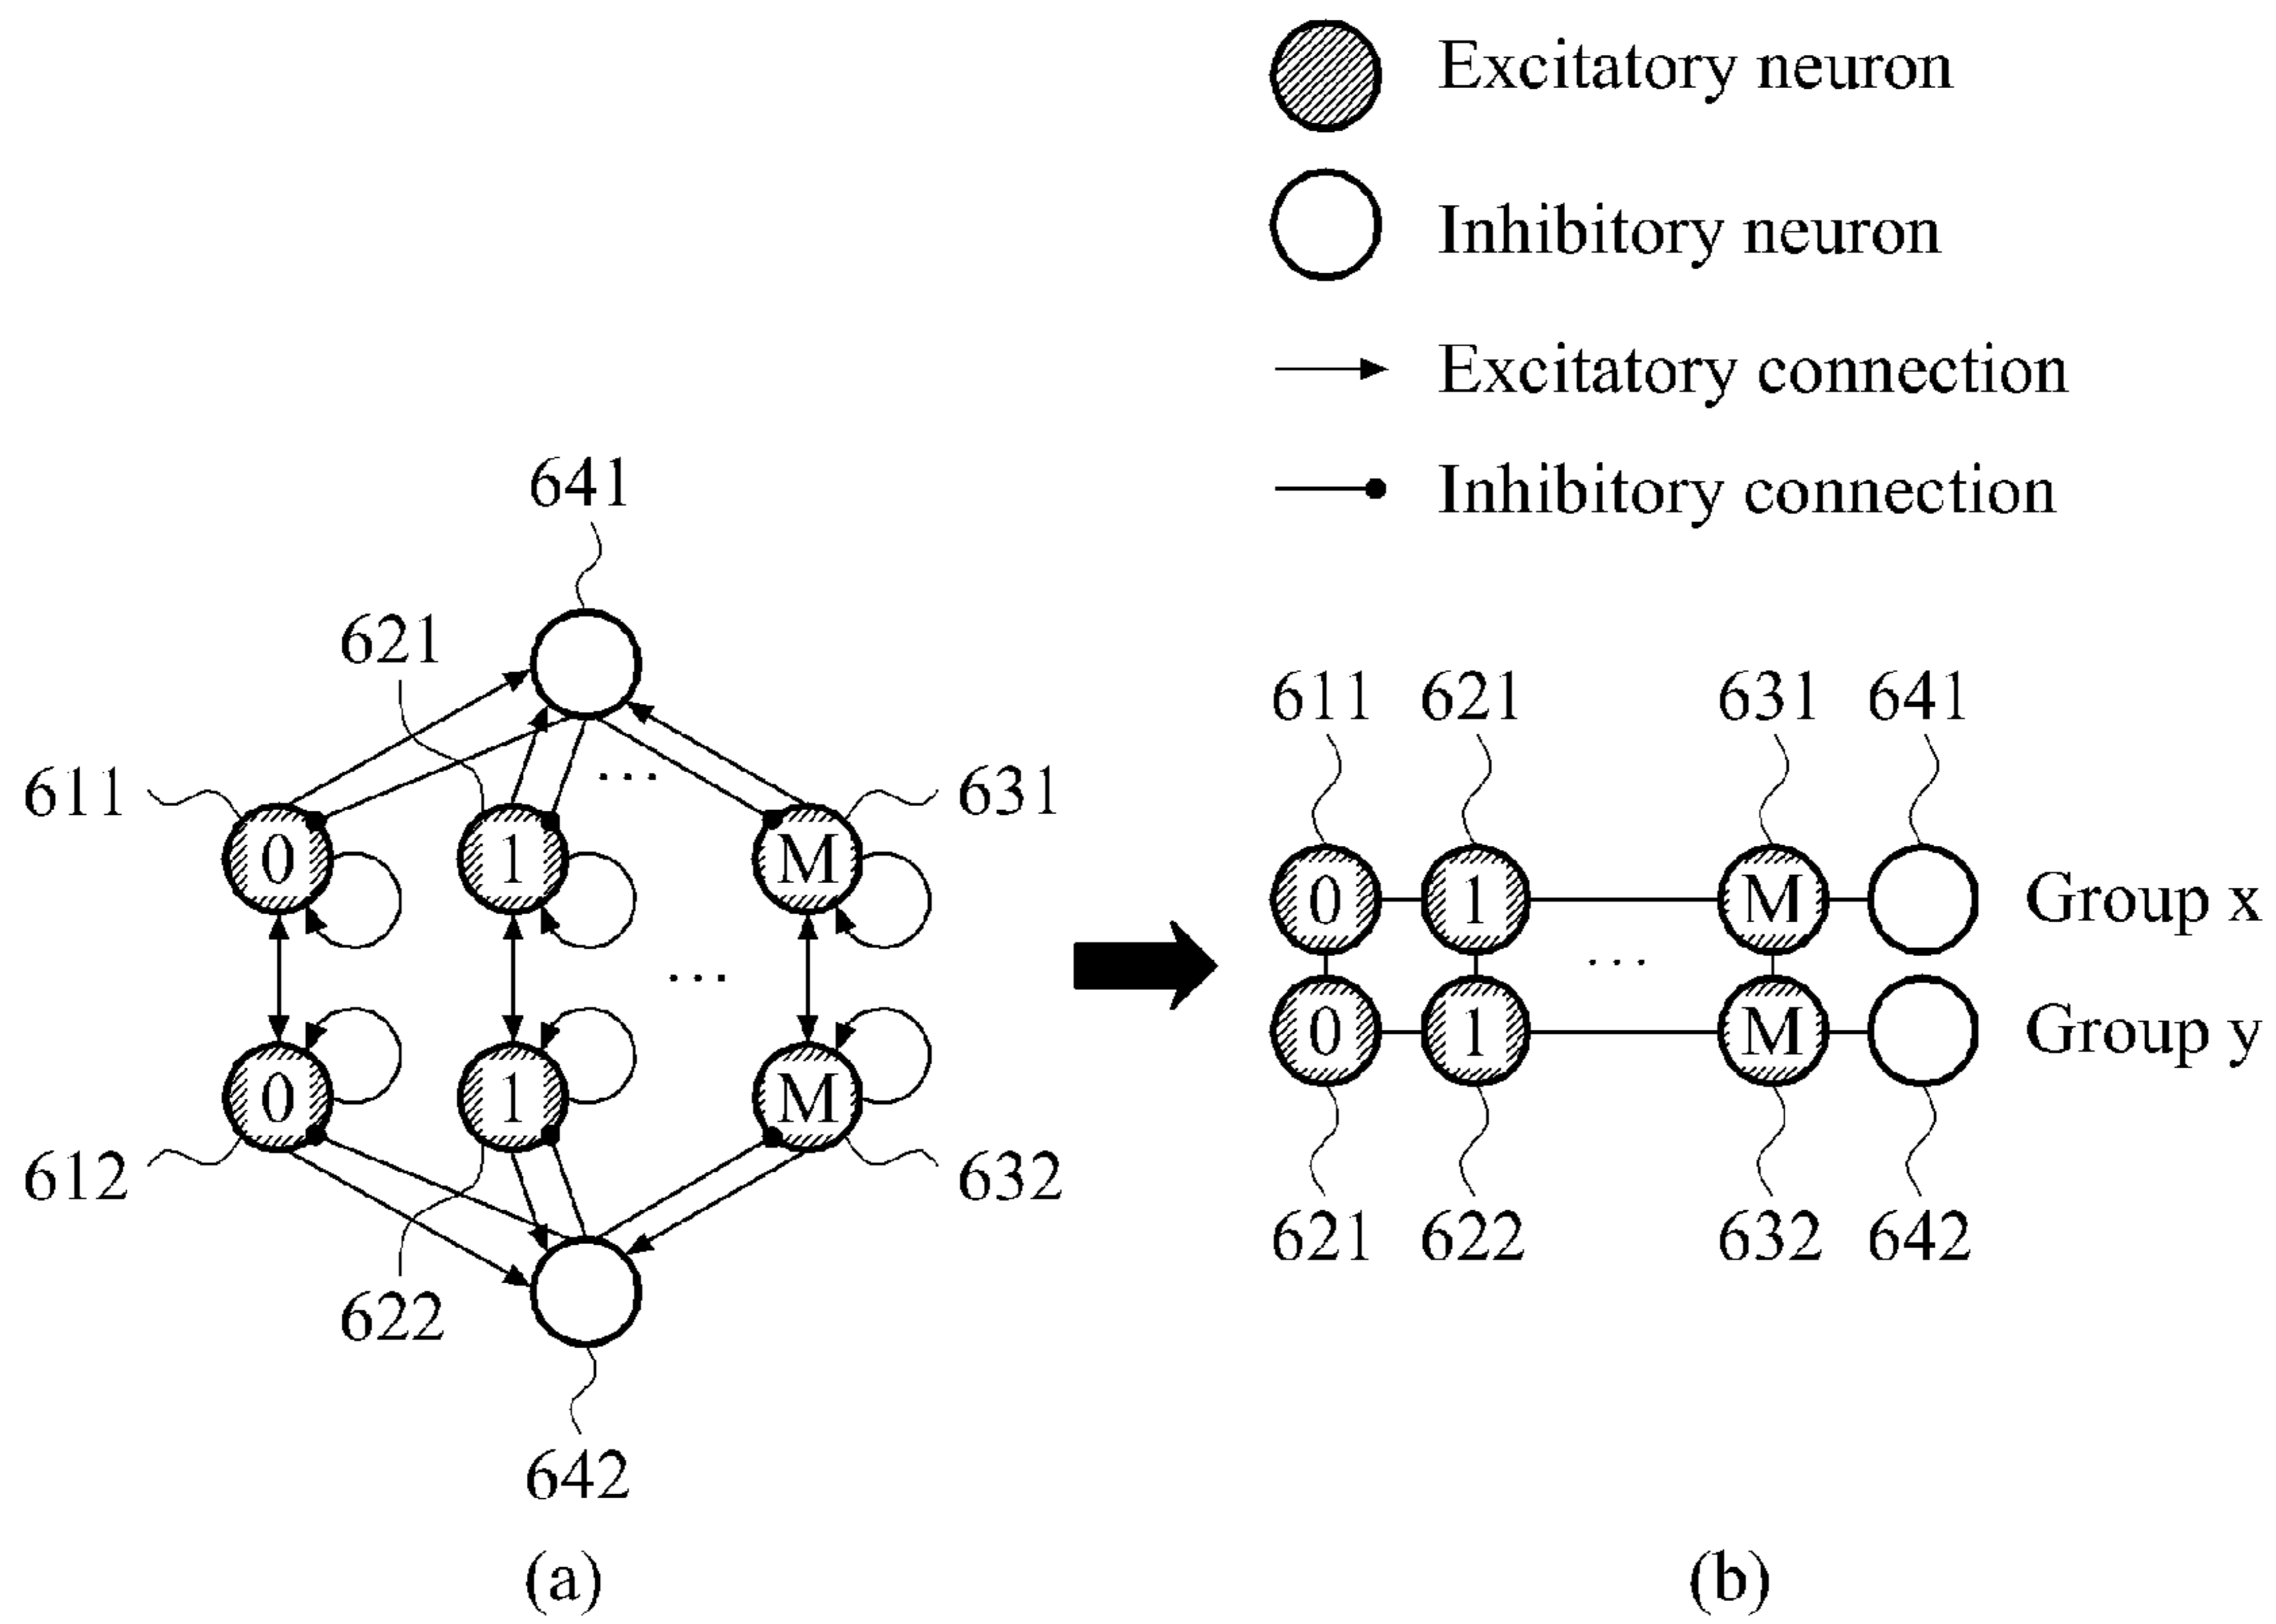 Excitatory neuron
Inhibitory neuron
Excitatory connection
Inhibitory connection
641
621
611
631
0 1 M
...
...
0 1 M
612
632
622
642
(a)
611 621 631 641
0 1 M Group x
...
0 1 M Group y
621 622 632 642
(b)